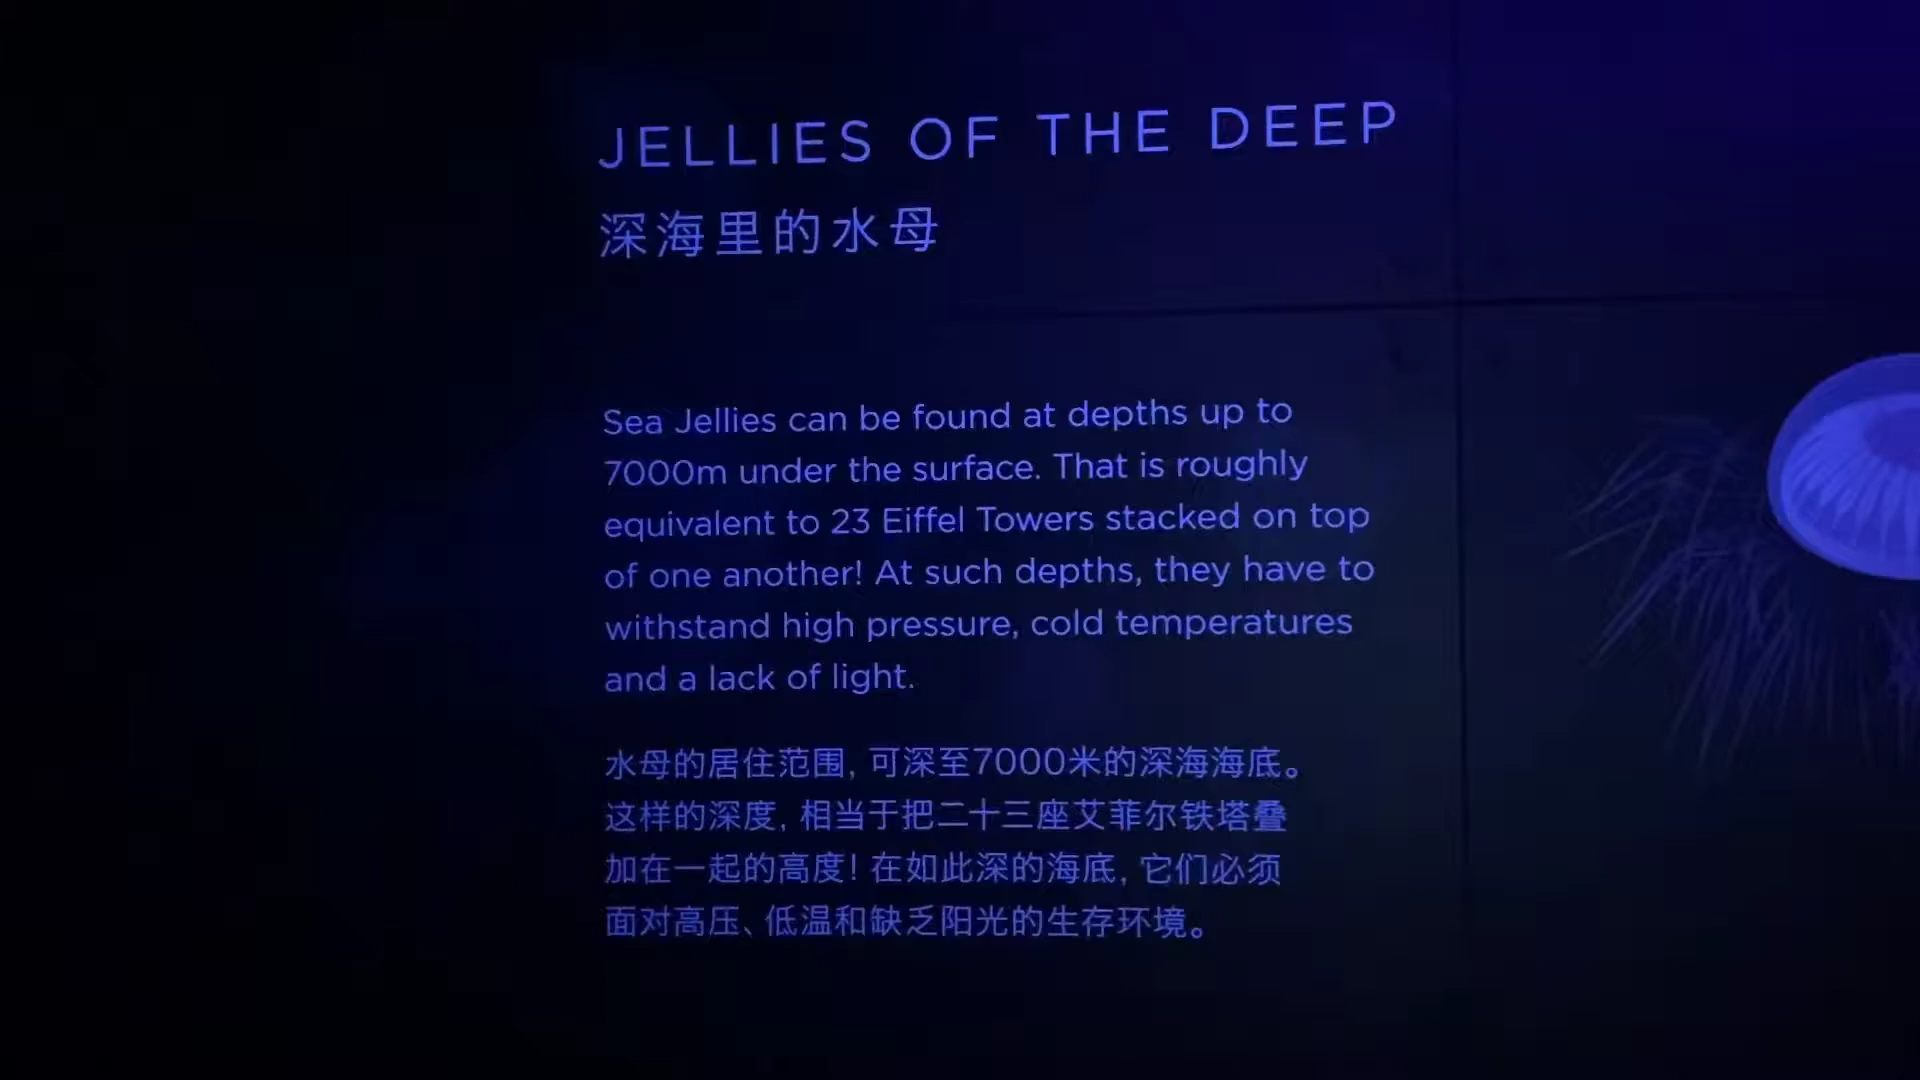 JELLIES OF THE DEEP
深海里的水母
Sea Jellies can be found at depths up to
7000m under the surface. That is roughly
equivalent to 23 Eiffel Towers stacked on top
of one another! At such depths, they have to
withstand high pressure, cold temperatures
and a lack of light.
水母的居住范围, 可深至7000米的深海海底。
这样的深度, 相当于把二十三座艾菲尔铁塔叠
加在一起的高度! 在如此深的海底, 它们必须
面对高压、低温和缺乏阳光的生存环境。